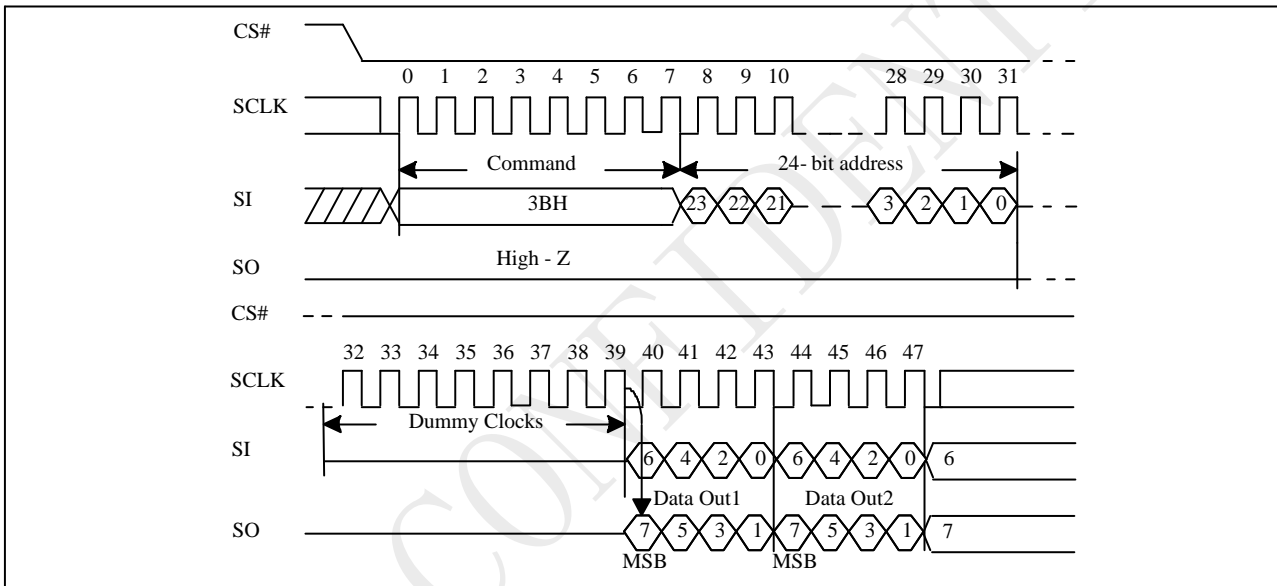 CS#
0 1 2 3 4 5 6 7 8 9 10 28 29 30 31
SCLK
Command 24- bit address
SI 3BH 23 22 21 3 2 1 0
High - Z
SO
CS#
32 33 34 35 36 37 38 39 40 41 42 43 44 45 46 47
SCLK
Dummy Clocks
SI 6 4 2 0 6 4 2 0 6
Data Out1 Data Out2
SO 7 5 3 1 7 5 3 1 7
MSB MSB
CONFIDENT